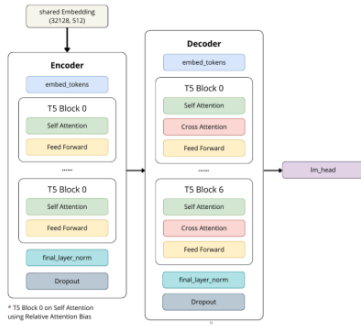 shared Embedding
(32128, 512)
Encoder
embed_tokens
T5 Block 0
Self Attention
Feed Forward
.....
T5 Block 0
Self Attention
Feed Forward
final_layer_norm
Dropout
* T5 Block 0 on Self Attention
using Relative Attention Bias
Decoder
embed_tokens
T5 Block 0
Self Attention
Cross Attention
Feed Forward
.....
T5 Block 6
Self Attention
Cross Attention
Feed Forward
final_layer_norm
Dropout
lm_head